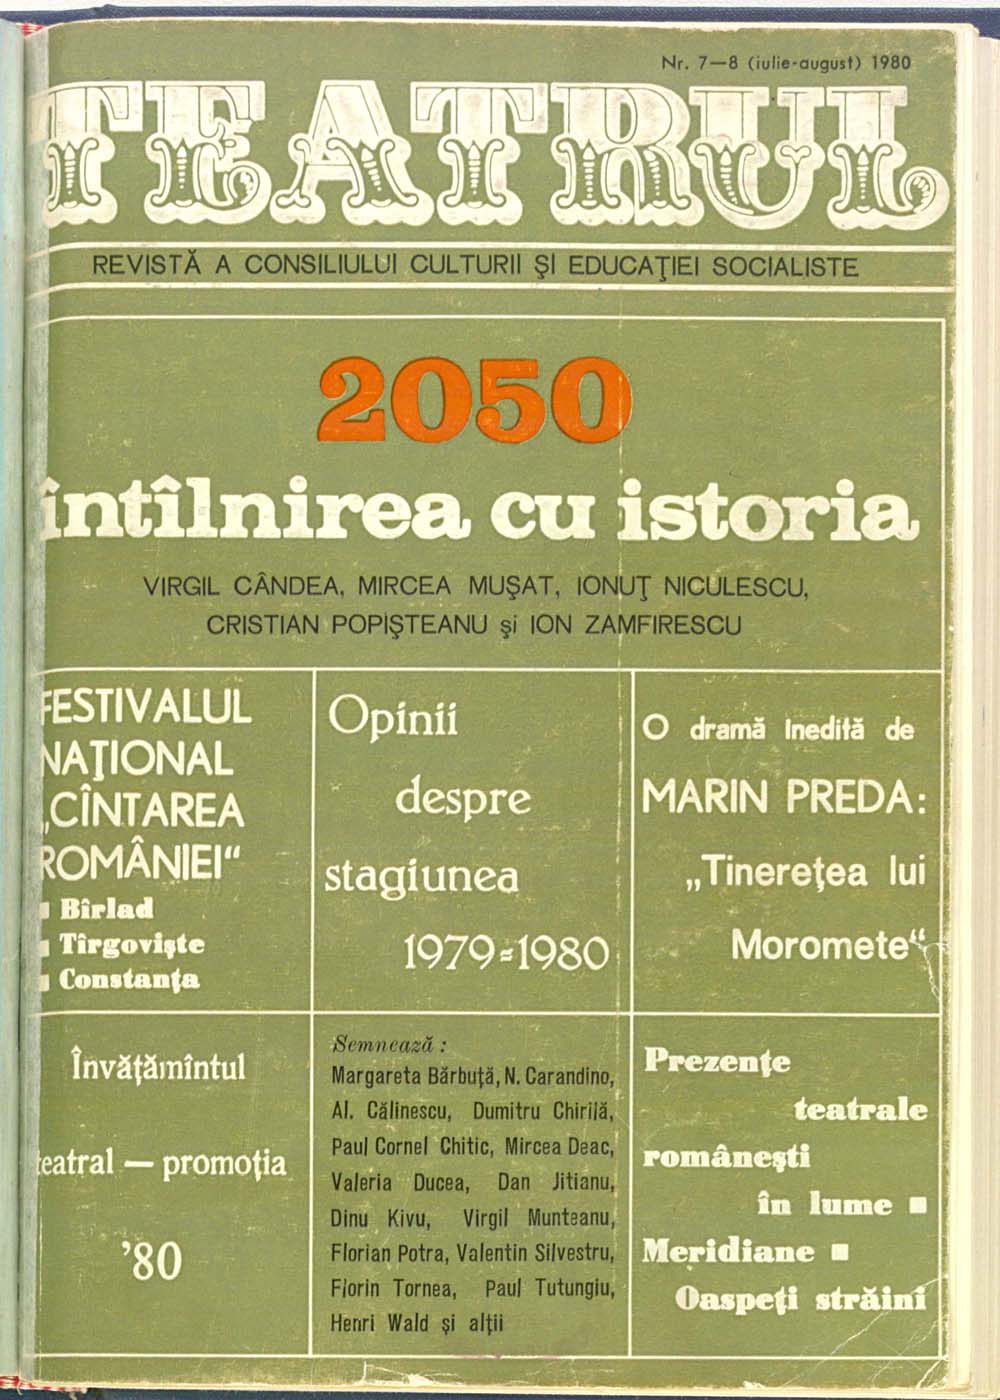 Nr. 7—8 (iulie-august) 1980
TEATRUL
REVISTĂ A CONSILIULUI CULTURII ŞI EDUCAŢIEI SOCIALISTE
2050
întîlnirea cu istoria
VIRGIL CÂNDEA, MIRCEA MUŞAT, IONUŢ NICULESCU,
CRISTIAN POPIŞTEANU şi ION ZAMFIRESCU
FESTIVALUL
NAŢIONAL
„CÎNTAREA
ROMÂNIEI“
■ Bîrlad
■ Tîrgovişte
■ Constanţa
Opinii
despre
stagiunea
1979-1980
O dramă Inedită de
MARIN PREDA:
„Tinereţea lui
Moromete“
Învăţămîntul
teatral — promoţia
’80
Semnează :
Margareta Bărbuţă, N. Carandino,
Al. Călinescu, Dumitru Chirilă,
Paul Cornel Chitic, Mircea Deac,
Valeria Ducea, Dan Jitianu,
Dinu Kivu, Virgil Munteanu,
Florian Potra, Valentin Silvestru,
Florin Tornea, Paul Tutungiu,
Henri Wald şi alţii
Prezenţe
teatrale
româneşti
în lume ■
Meridiane ■
Oaspeţi străini